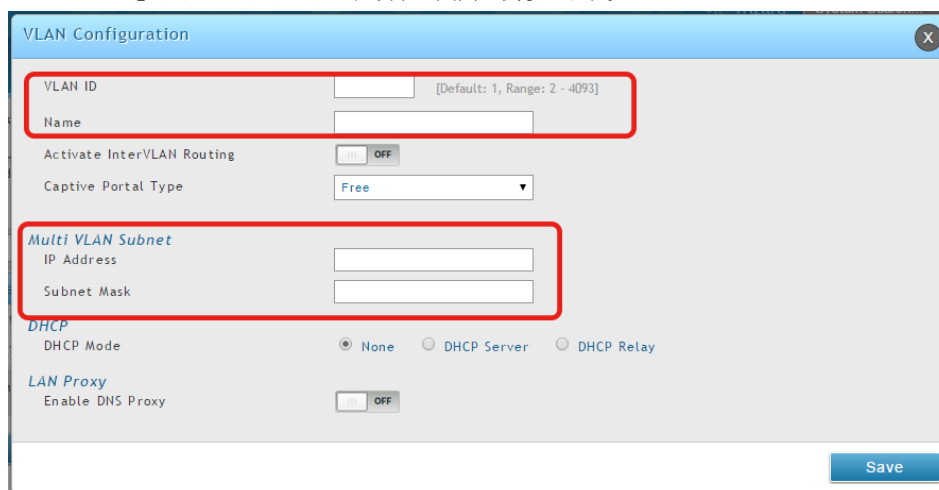 VLAN Configuration
X
VLAN ID [Default: 1, Range: 2 - 4093]
Name
Activate InterVLAN Routing OFF
Captive Portal Type Free
Multi VLAN Subnet
IP Address
Subnet Mask
DHCP
DHCP Mode None DHCP Server DHCP Relay
LAN Proxy
Enable DNS Proxy OFF
Save